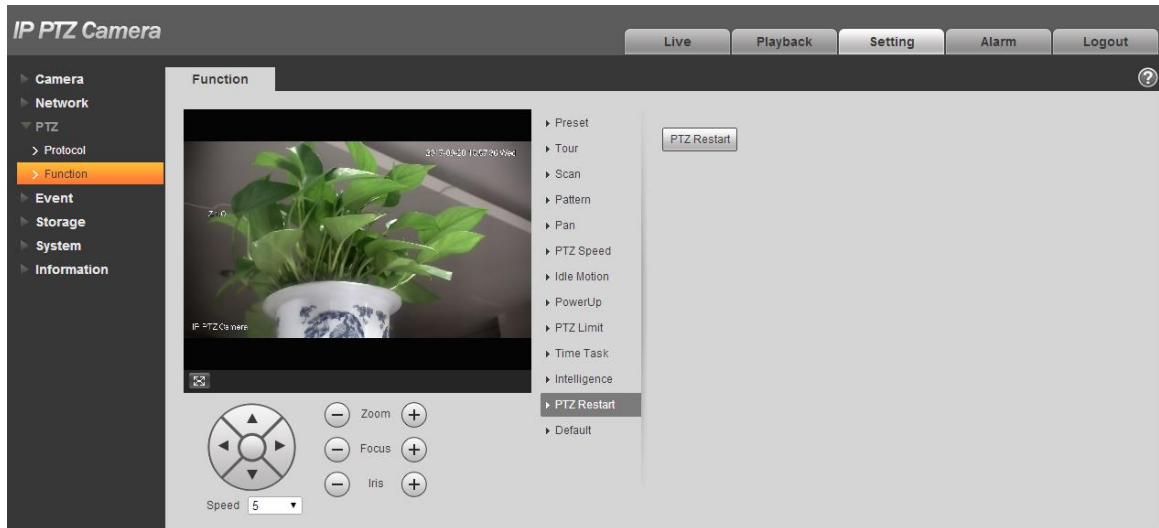 IP PTZ Camera
Live Playback Setting Alarm Logout
Camera
Network
PTZ
Protocol
Function
Event
Storage
System
Information
Function
?
IP PTZ Camera
Preset
Tour
Scan
Pattern
Pan
PTZ Speed
Idle Motion
PowerUp
PTZ Limit
Time Task
Intelligence
PTZ Restart
Default
PTZ Restart
Zoom
Focus
Iris
Speed 5